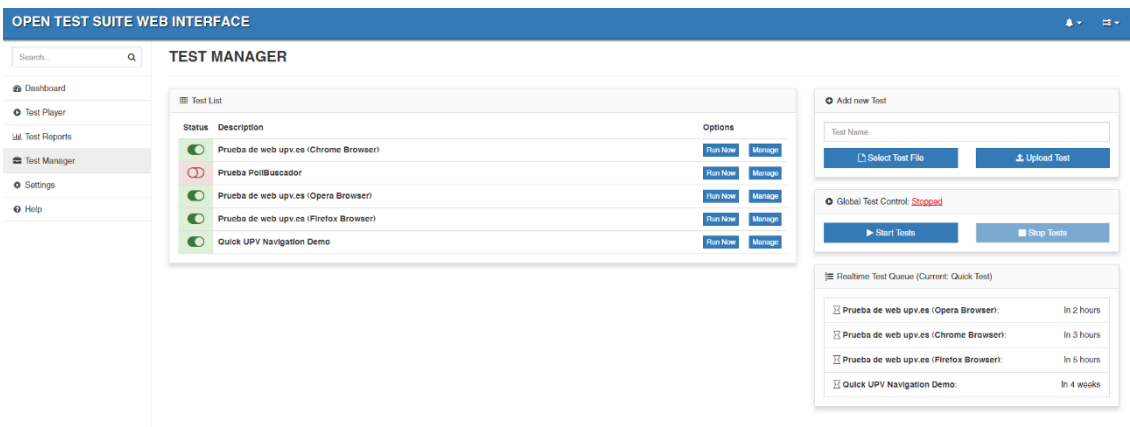 OPEN TEST SUITE WEB INTERFACE
Search...
Dashboard
Test Player
Test Reports
Test Manager
Settings
Help
TEST MANAGER
Test List
Status Description Options
Prueba de web upv.es (Chrome Browser) Run Now Manage
Prueba PoliBuscador Run Now Manage
Prueba de web upv.es (Opera Browser) Run Now Manage
Prueba de web upv.es (Firefox Browser) Run Now Manage
Quick UPV Navigation Demo Run Now Manage
Add new Test
Test Name
Select Test File Upload Test
Global Test Control: Stopped
Start Tests Stop Tests
Realtime Test Queue (Current: Quick Test)
Prueba de web upv.es (Opera Browser): In 2 hours
Prueba de web upv.es (Chrome Browser): In 3 hours
Prueba de web upv.es (Firefox Browser): In 5 hours
Quick UPV Navigation Demo: In 4 weeks